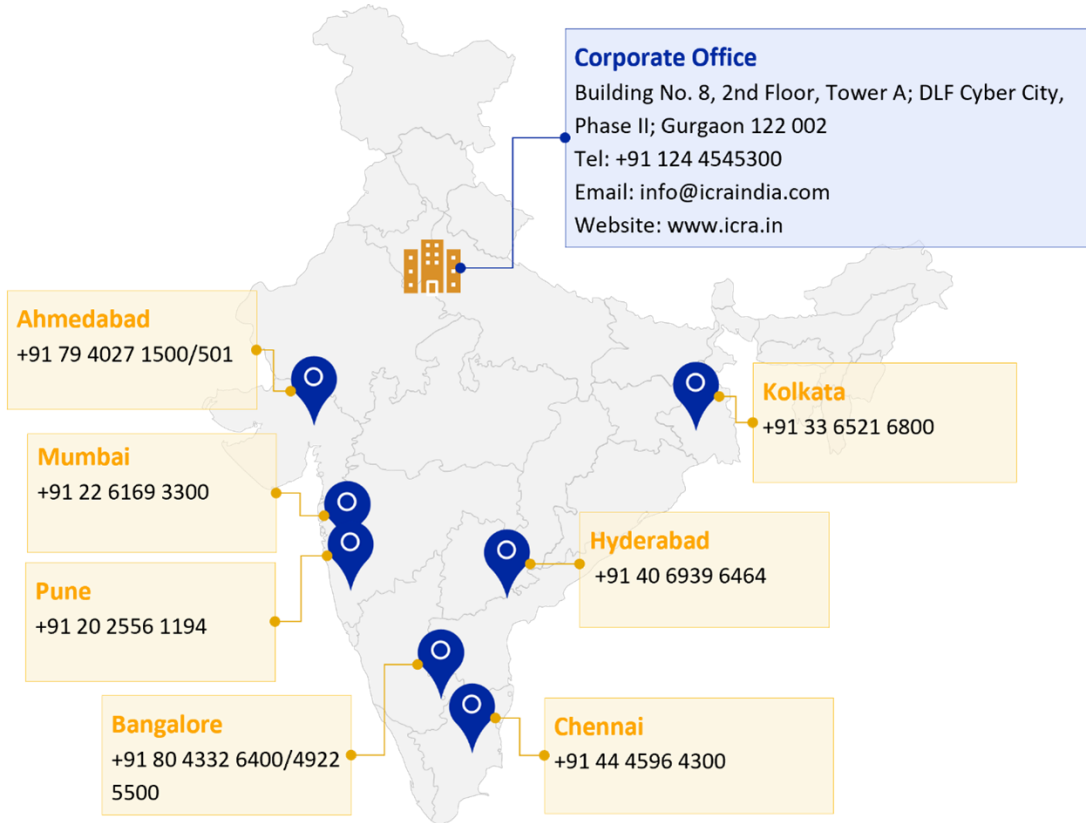 Corporate Office
Building No. 8, 2nd Floor, Tower A; DLF Cyber City,
Phase II; Gurgaon 122 002
Tel: +91 124 4545300
Email: info@icraindia.com
Website: www.icra.in
Ahmedabad
+91 79 4027 1500/501
Kolkata
+91 33 6521 6800
Mumbai
+91 22 6169 3300
Hyderabad
+91 40 6939 6464
Pune
+91 20 2556 1194
Bangalore
+91 80 4332 6400/4922
5500
Chennai
+91 44 4596 4300